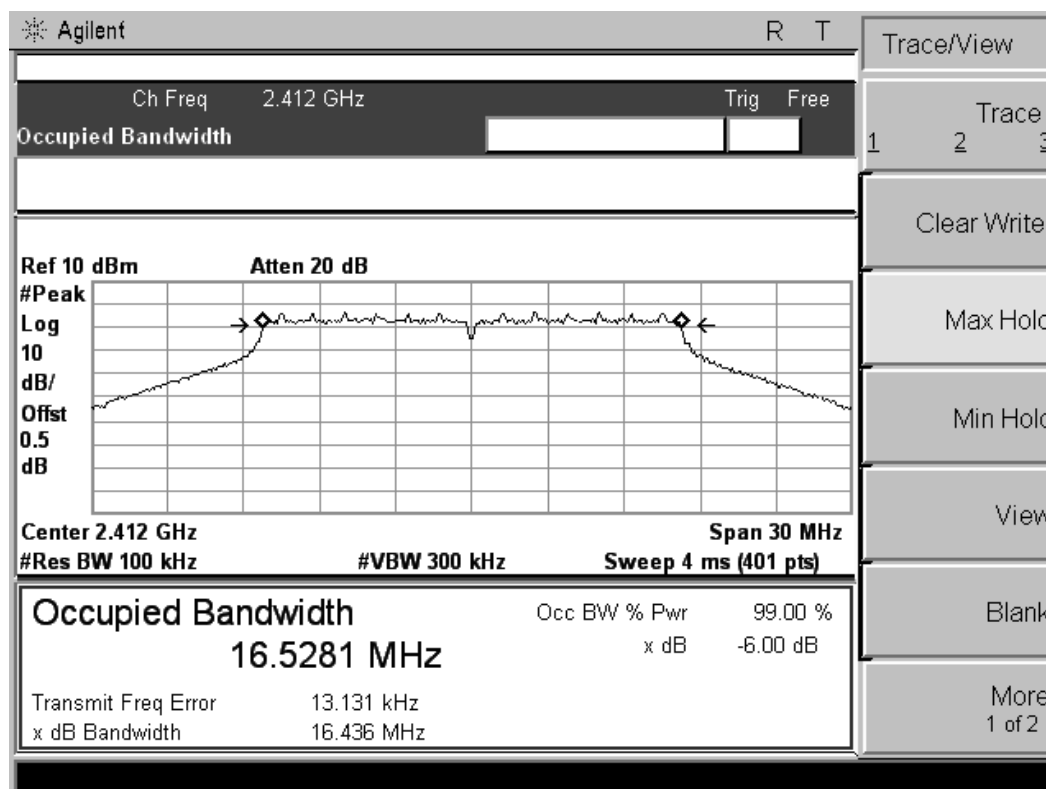 Agilent R T
Trace/View
Ch Freq 2.412 GHz Trig Free
Occupied Bandwidth
Trace
1 2 3
Clear Write
Ref 10 dBm Atten 20 dB
#Peak
Log
10
dB/
Offst
0.5
dB
Max Hold
Min Hold
View
Center 2.412 GHz Span 30 MHz
#Res BW 100 kHz #VBW 300 kHz Sweep 4 ms (401 pts)
Occupied Bandwidth
16.5281 MHz
Occ BW % Pwr 99.00 %
x dB -6.00 dB
Transmit Freq Error 13.131 kHz
x dB Bandwidth 16.436 MHz
Blank
More
1 of 2